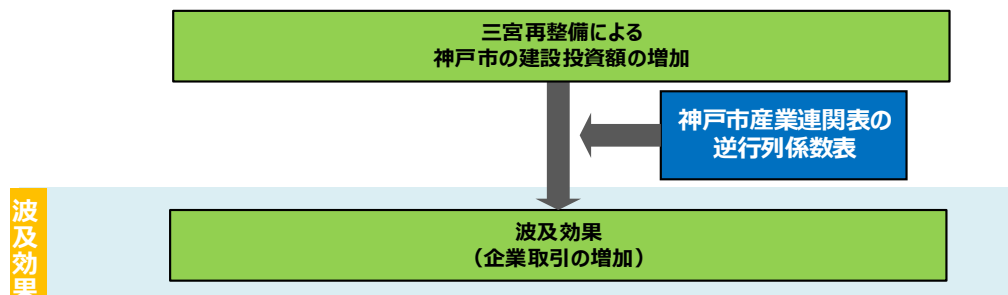 三宮再整備による
神戸市の建設投資額の増加
神戸市産業連関表の
逆行列係数表
波及効果
波及効果
（企業取引の増加）